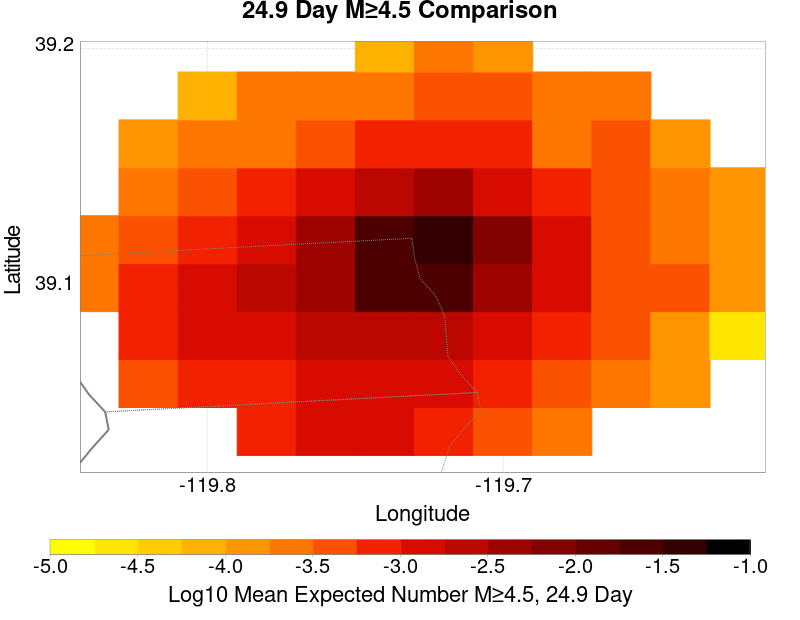 24.9 Day M≥4.5 Comparison
39.2
39.1
Latitude
-119.8 -119.7
Longitude
-5.0 -4.5 -4.0 -3.5 -3.0 -2.5 -2.0 -1.5 -1.0
Log10 Mean Expected Number M≥4.5, 24.9 Day